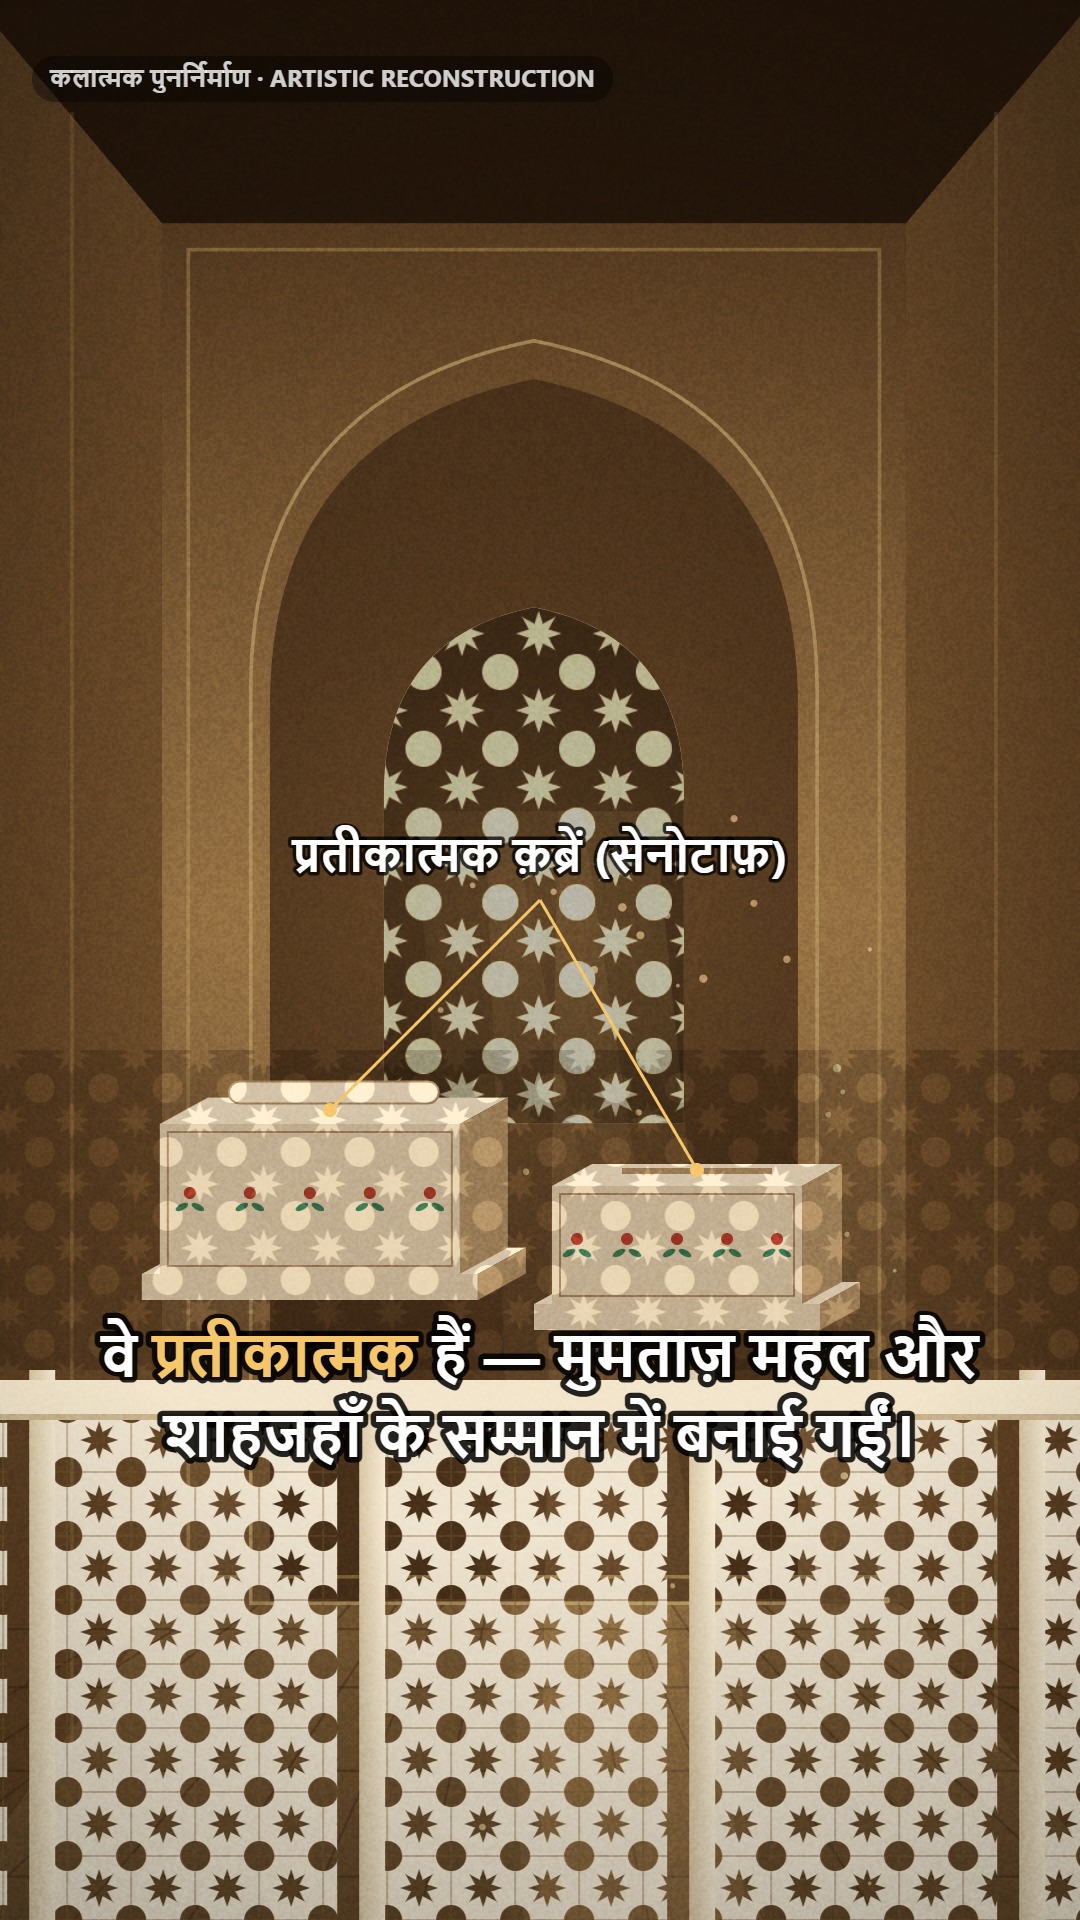 कलात्मक पुनर्निर्माण · ARTISTIC RECONSTRUCTION
प्रतीकात्मक क़ब्रें (सेनोटाफ़)
वे प्रतीकात्मक हैं — मुमताज़ महल और
शाहजहाँ के सम्मान में बनाई गईं।